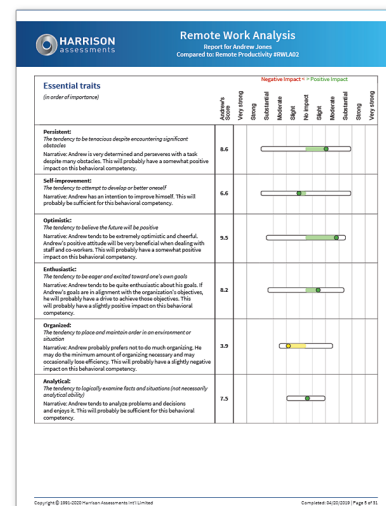 HARRISON
assessments
Remote Work Analysis
Report for Andrew Jones
Compared to: Remote Productivity #RWLA02
Essential traits
(in order of importance)
Negative Impact < > Positive Impact
Andrew's Score
Very strong
Strong
Substantial
Moderate
Slight
No Impact
Slight
Moderate
Substantial
Strong
Very strong
Persistent:
The tendency to be tenacious despite encountering significant
obstacles
Narrative: Andrew is very determined and perseveres with a task
despite many obstacles. This will probably have a somewhat positive
impact on this behavioral competency.
8.6
Self-improvement:
The tendency to attempt to develop or better oneself
Narrative: Andrew has an intention to improve himself. This will
probably be sufficient for this behavioral competency.
6.6
Optimistic:
The tendency to believe the future will be positive
Narrative: Andrew tends to be extremely optimistic and cheerful.
Andrew's positive attitude will be very beneficial when dealing with
staff and co-workers. This will probably have a somewhat positive
impact on this behavioral competency.
9.5
Enthusiastic:
The tendency to be eager and excited toward one's own goals
Narrative: Andrew tends to be quite enthusiastic about his goals. If
Andrew's goals are in alignment with the organization's objectives,
he will probably have a drive to achieve those objectives. This
will probably have a slightly positive impact on this behavioral
competency.
8.2
Organized:
The tendency to place and maintain order in an environment or
situation
Narrative: Andrew probably prefers not to do much organizing. He
may do the minimum amount of organizing necessary and may
occasionally lose efficiency. This will probably have a slightly negative
impact on this behavioral competency.
3.9
Analytical:
The tendency to logically examine facts and situations (not necessarily
analytical ability)
Narrative: Andrew tends to analyze problems and decisions
and enjoys it. This will probably be sufficient for this behavioral
competency.
7.5
Copyright © 1991-2020 Harrison Assessments Int'l Limited
Completed: 04/20/2019 | Page 5 of 51